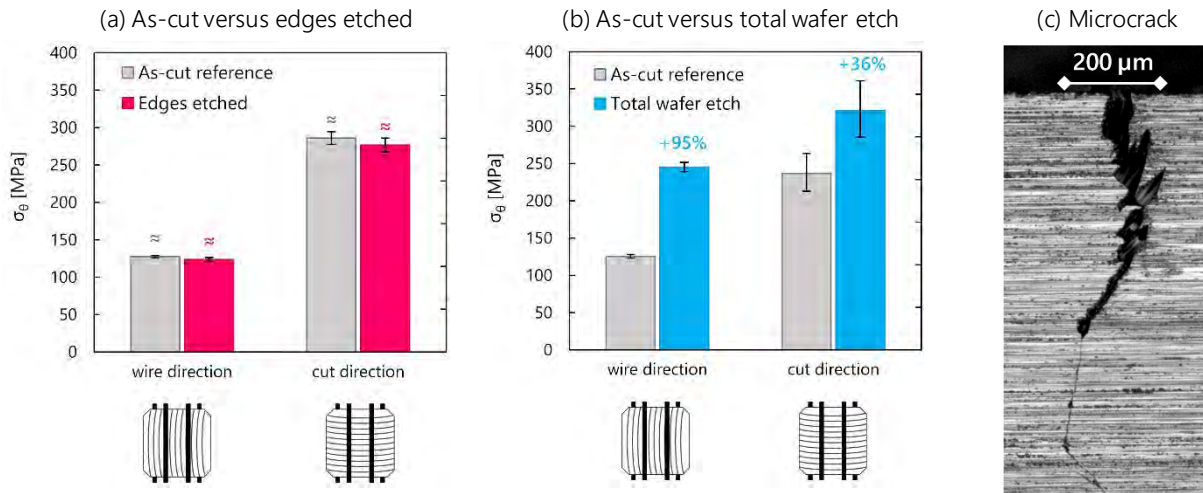 (a) As-cut versus edges etched
(b) As-cut versus total wafer etch
(c) Microcrack
σθ [MPa]
400
350
300
250
200
150
100
50
0
As-cut reference
Edges etched
≈
≈
≈
≈
wire direction
cut direction
σθ [MPa]
400
350
300
250
200
150
100
50
0
As-cut reference
Total wafer etch
+95%
+36%
wire direction
cut direction
200 µm